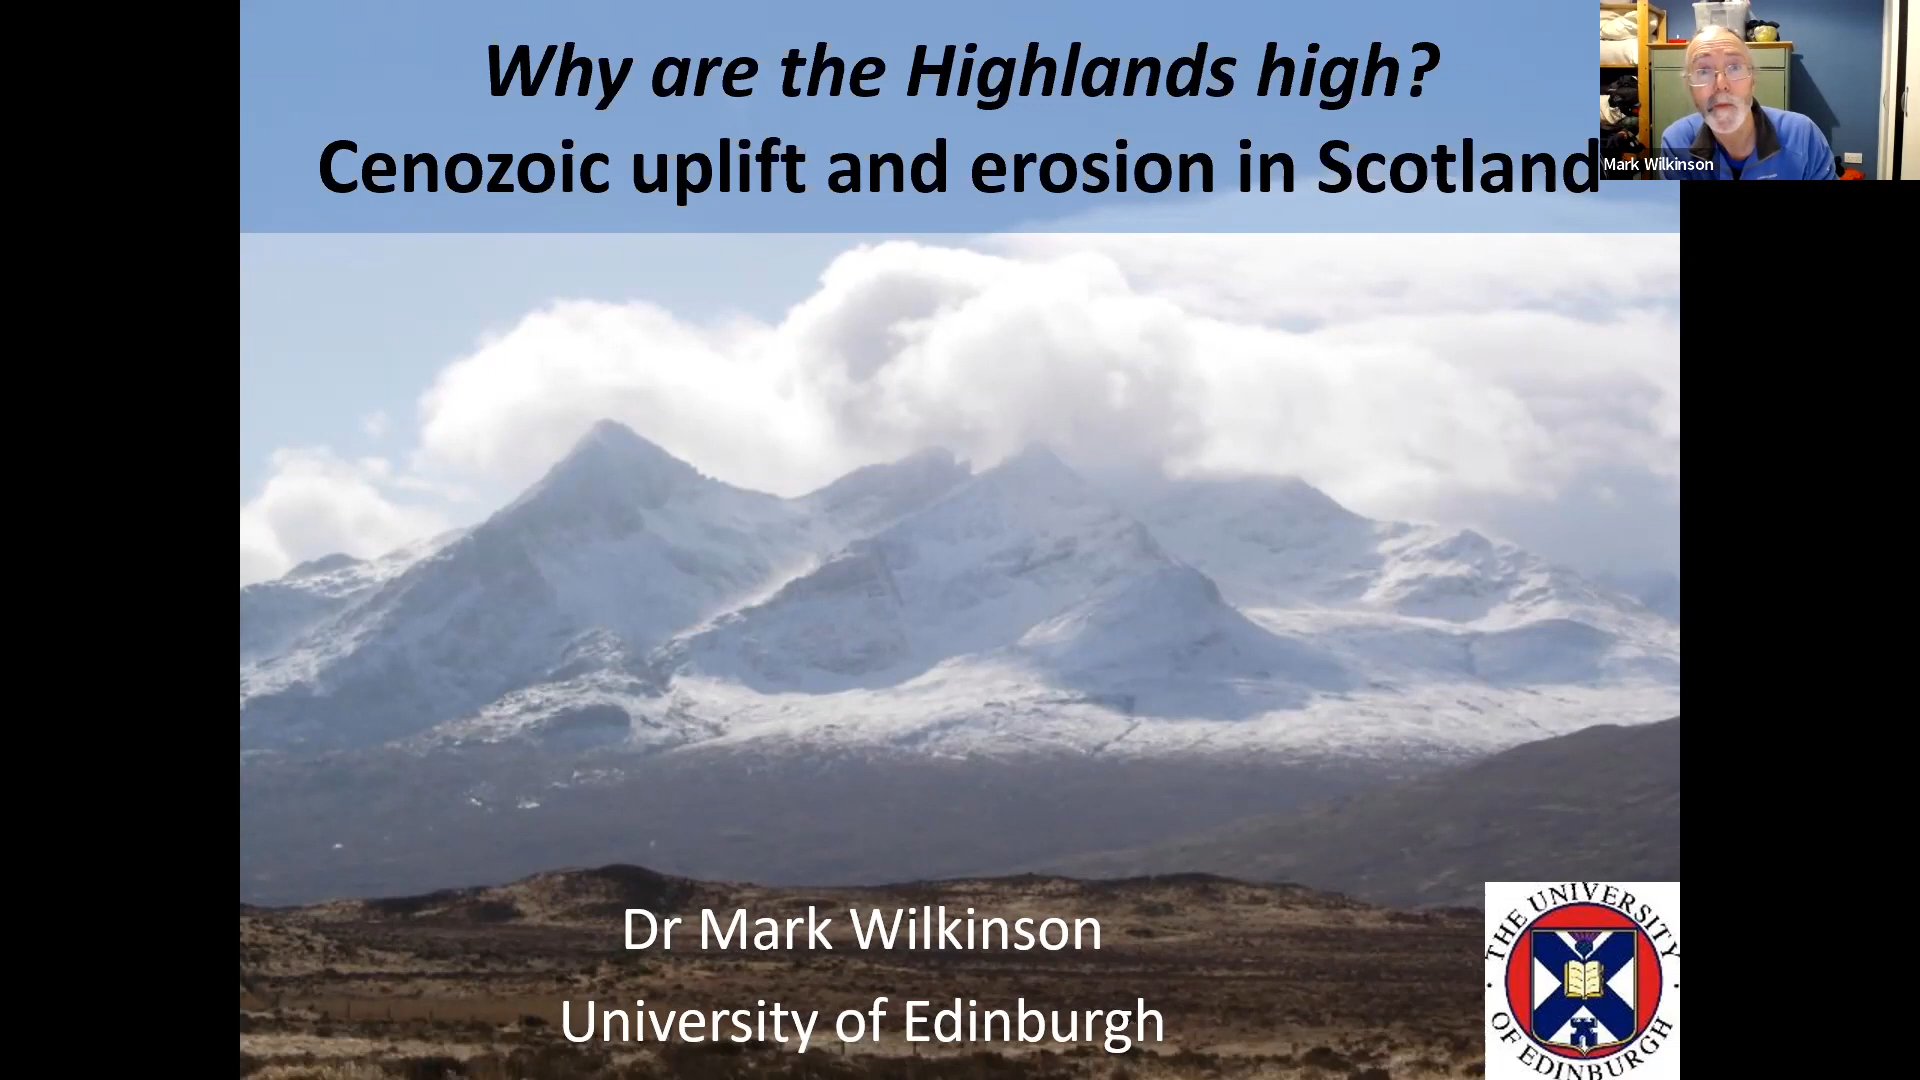 Why are the Highlands high?
Cenozoic uplift and erosion in Scotland
Mark Wilkinson
Dr Mark Wilkinson
University of Edinburgh
THE UNIVERSITY
OF EDINBURGH